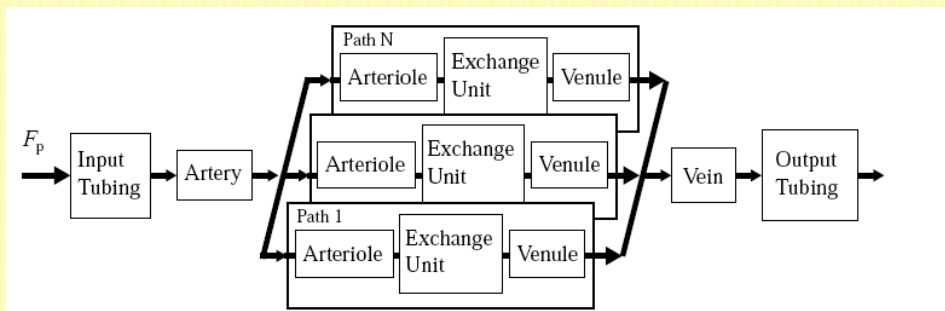 Path N
Arteriole
Exchange
Unit
Venule
Fp
Input
Tubing
Artery
Arteriole
Exchange
Unit
Venule
Vein
Output
Tubing
Path 1
Arteriole
Exchange
Unit
Venule